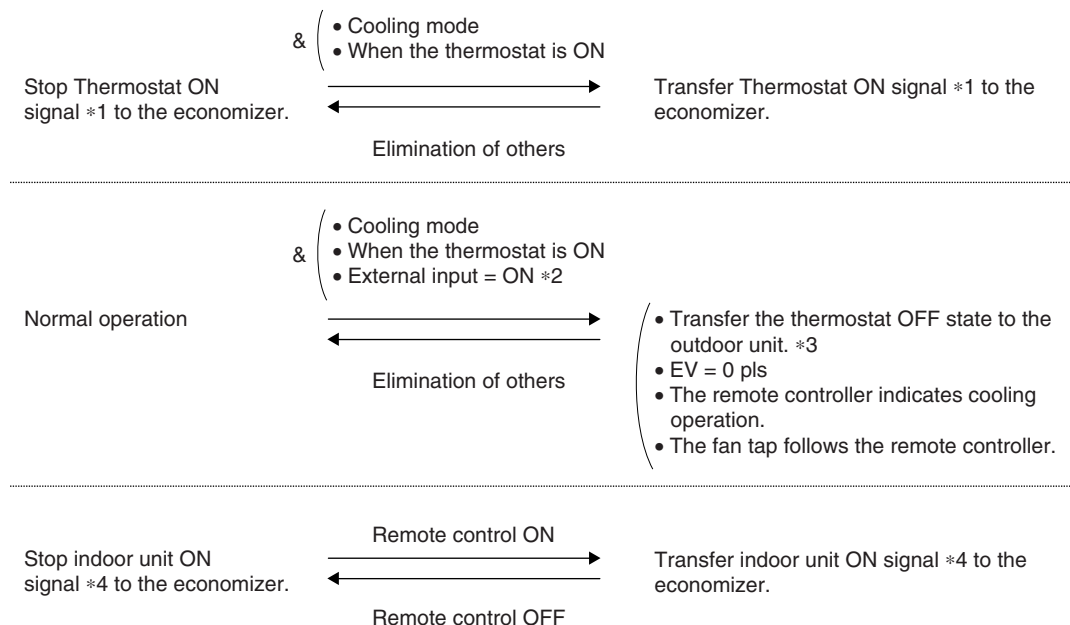 & • Cooling mode
• When the thermostat is ON
Stop Thermostat ON
signal *1 to the economizer.
Transfer Thermostat ON signal *1 to the
economizer.
Elimination of others
& • Cooling mode
• When the thermostat is ON
• External input = ON *2
Normal operation
• Transfer the thermostat OFF state to the
outdoor unit. *3
• EV = 0 pls
• The remote controller indicates cooling
operation.
• The fan tap follows the remote controller.
Elimination of others
Remote control ON
Stop indoor unit ON
signal *4 to the economizer.
Transfer indoor unit ON signal *4 to the
economizer.
Remote control OFF